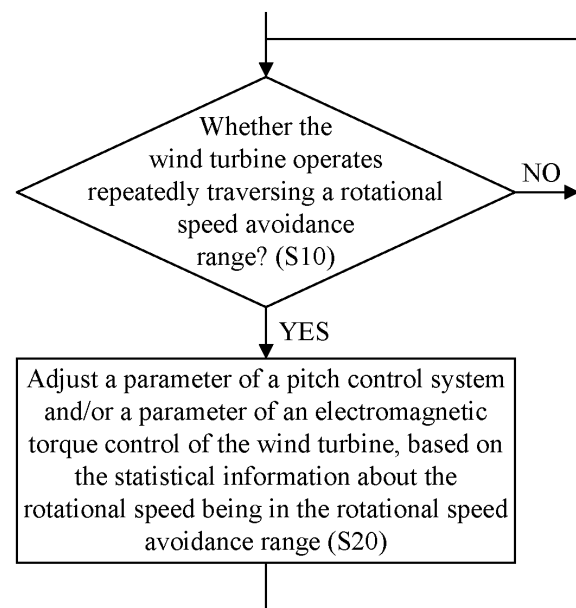 Whether the
wind turbine operates
repeatedly traversing a rotational
speed avoidance
range? (S10)
NO
YES
Adjust a parameter of a pitch control system
and/or a parameter of an electromagnetic
torque control of the wind turbine, based on
the statistical information about the
rotational speed being in the rotational speed
avoidance range (S20)